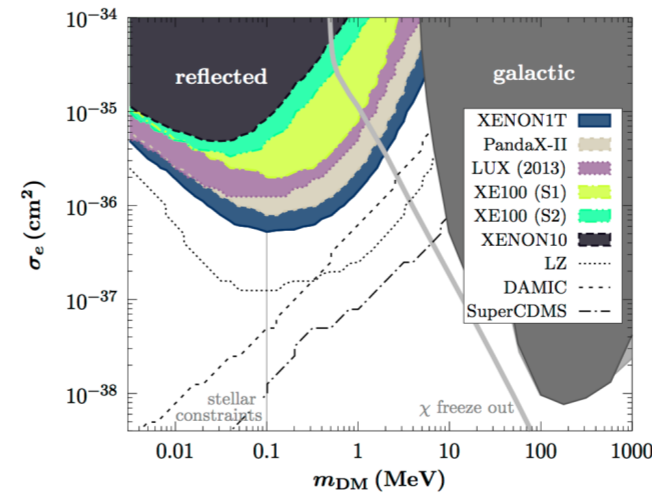 10⁻³⁴
10⁻³⁵
10⁻³⁶
10⁻³⁷
10⁻³⁸
σₑ (cm²)
reflected
galactic
XENON1T
PandaX-II
LUX (2013)
XE100 (S1)
XE100 (S2)
XENON10
LZ
DAMIC
SuperCDMS
stellar
constraints
χ freeze out
0.01
0.1
1
10
100
1000
m_DM (MeV)